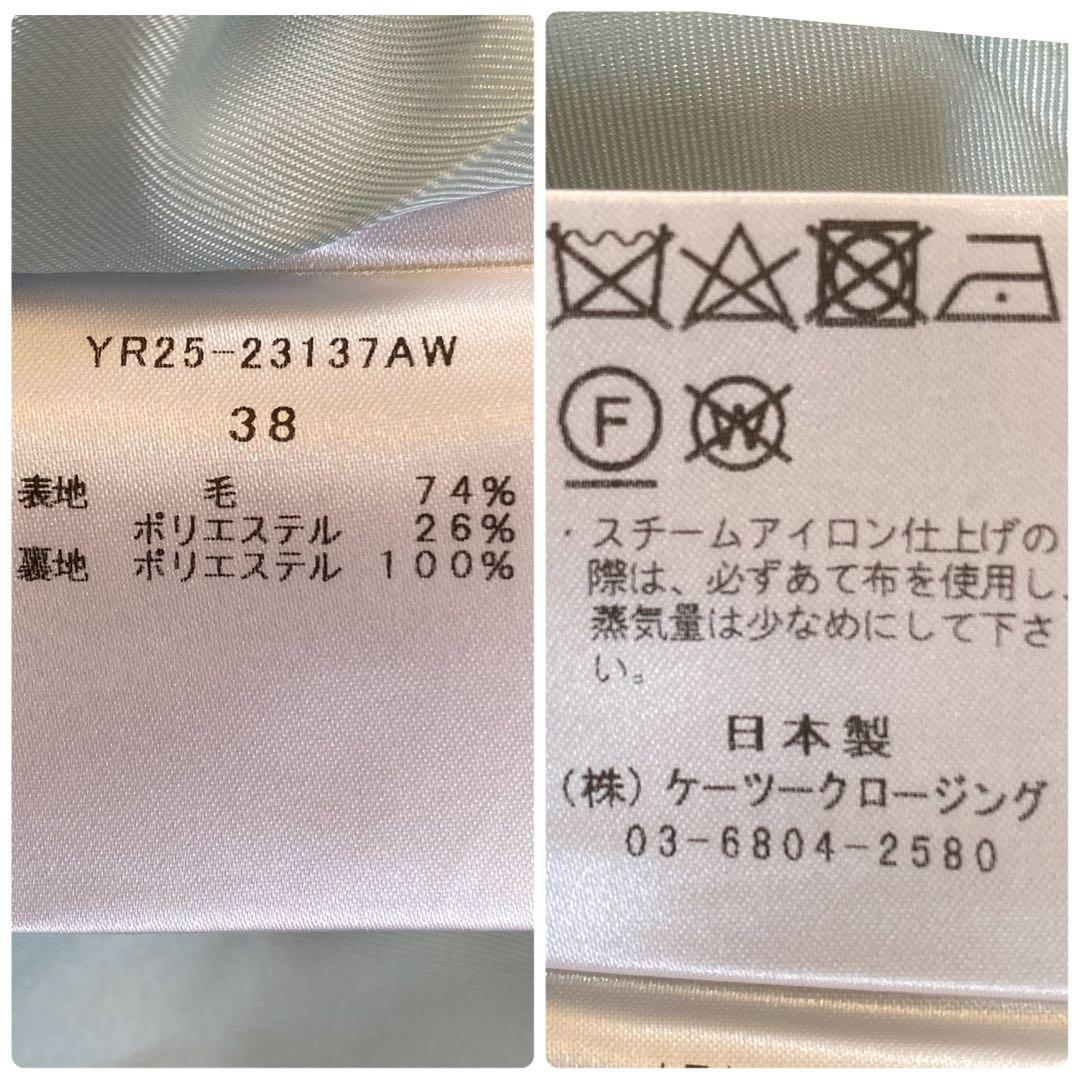 YR25-23137AW
38
表地 毛 74%
ポリエステル 26%
裏地 ポリエステル 100%
F
W
・スチームアイロン仕上げの
際は、必ずあて布を使用し、
蒸気量は少なめにして下さ
い。
日本製
(株)ケーツークロージング
03-6804-2580